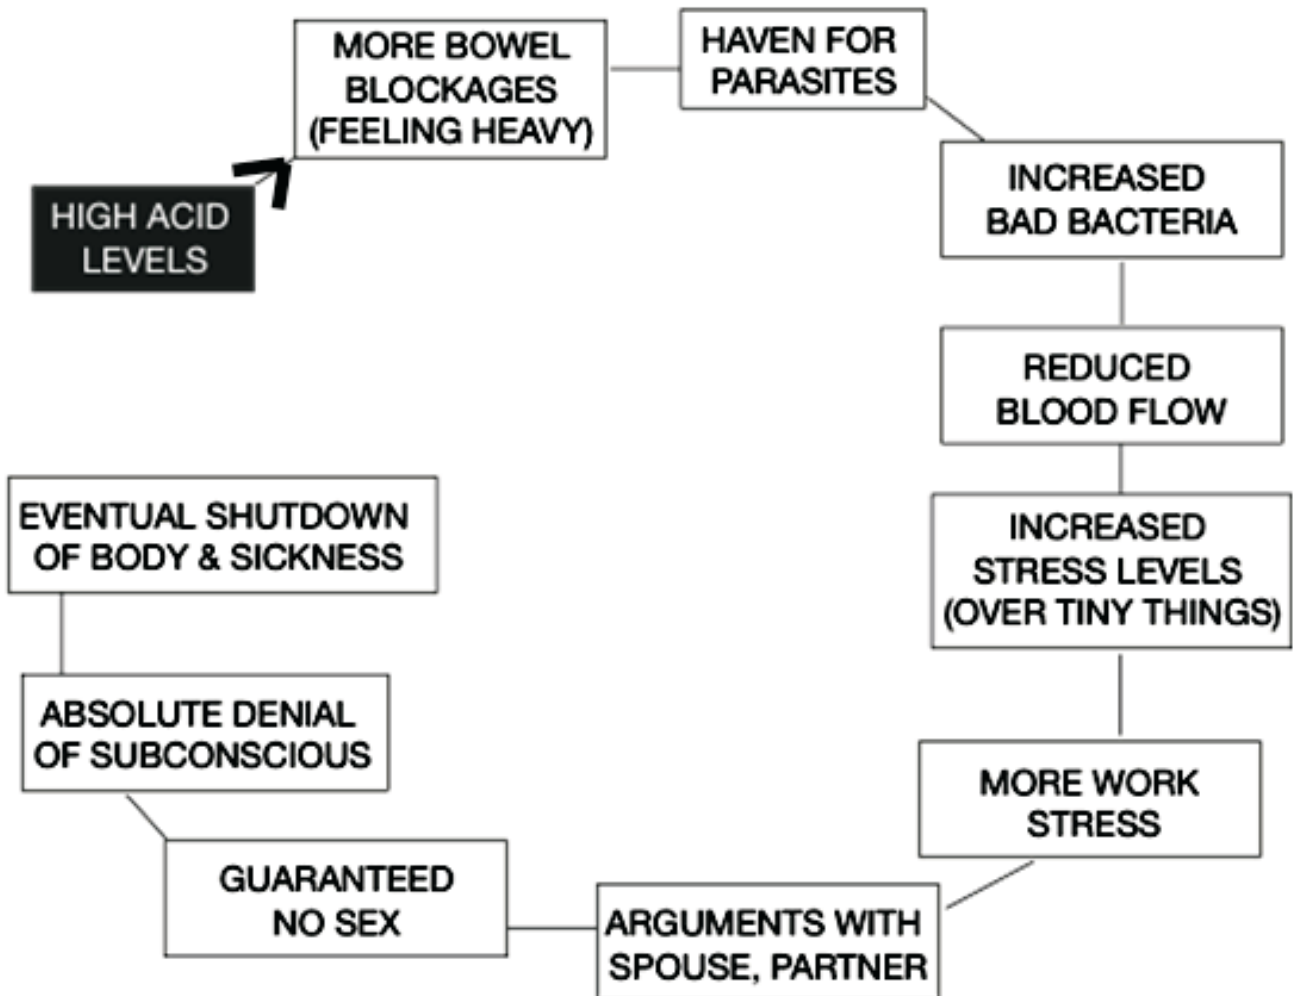 HIGH ACID
LEVELS
MORE BOWEL
BLOCKAGES
(FEELING HEAVY)
HAVEN FOR
PARASITES
INCREASED
BAD BACTERIA
REDUCED
BLOOD FLOW
INCREASED
STRESS LEVELS
(OVER TINY THINGS)
MORE WORK
STRESS
ARGUMENTS WITH
SPOUSE, PARTNER
GUARANTEED
NO SEX
ABSOLUTE DENIAL
OF SUBCONSCIOUS
EVENTUAL SHUTDOWN
OF BODY & SICKNESS